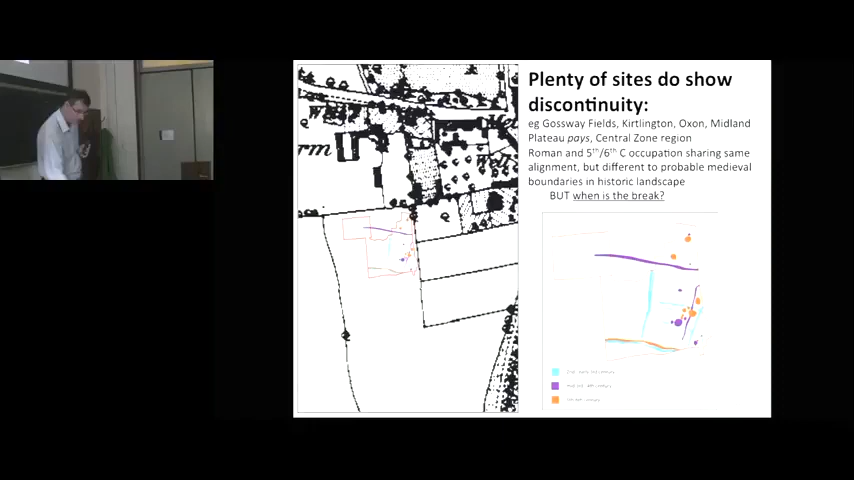 Plenty of sites do show
discontinuity:
eg Gossway Fields, Kirtlington, Oxon, Midland
Plateau pays, Central Zone region
Roman and 5th/6th C occupation sharing same
alignment, but different to probable medieval
boundaries in historic landscape
BUT when is the break?